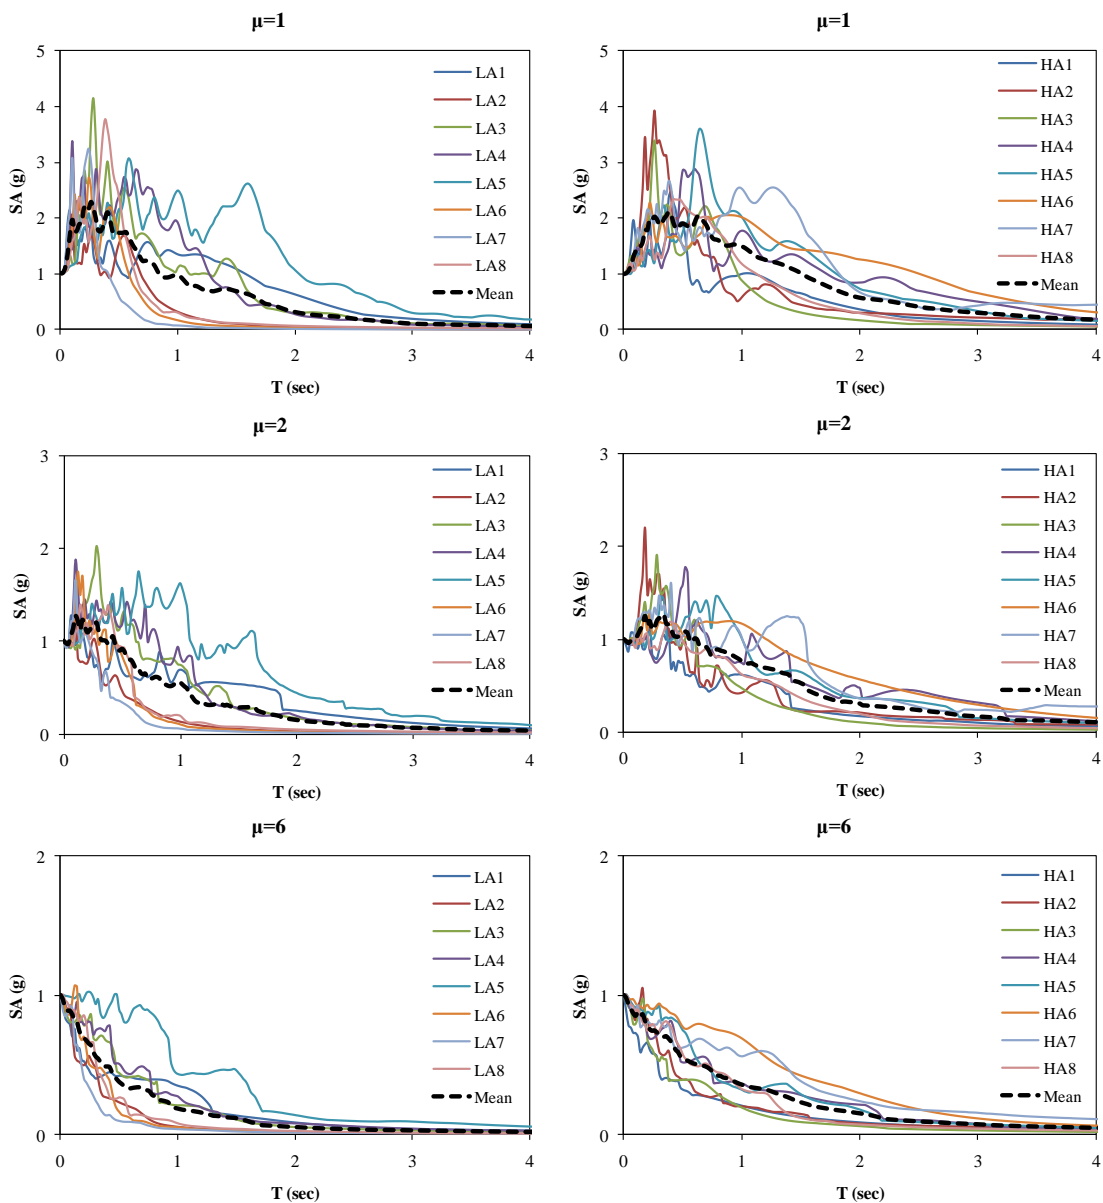 μ=1
5
4
3
2
1
0
SA (g)
0 1 2 3 4
T (sec)
LA1
LA2
LA3
LA4
LA5
LA6
LA7
LA8
Mean
μ=1
5
4
3
2
1
0
SA (g)
0 1 2 3 4
T (sec)
HA1
HA2
HA3
HA4
HA5
HA6
HA7
HA8
Mean
μ=2
3
2
1
0
SA (g)
0 1 2 3 4
T (sec)
LA1
LA2
LA3
LA4
LA5
LA6
LA7
LA8
Mean
μ=2
3
2
1
0
SA (g)
0 1 2 3 4
T (sec)
HA1
HA2
HA3
HA4
HA5
HA6
HA7
HA8
Mean
μ=6
2
1
0
SA (g)
0 1 2 3 4
T (sec)
LA1
LA2
LA3
LA4
LA5
LA6
LA7
LA8
Mean
μ=6
2
1
0
SA (g)
0 1 2 3 4
T (sec)
HA1
HA2
HA3
HA4
HA5
HA6
HA7
HA8
Mean